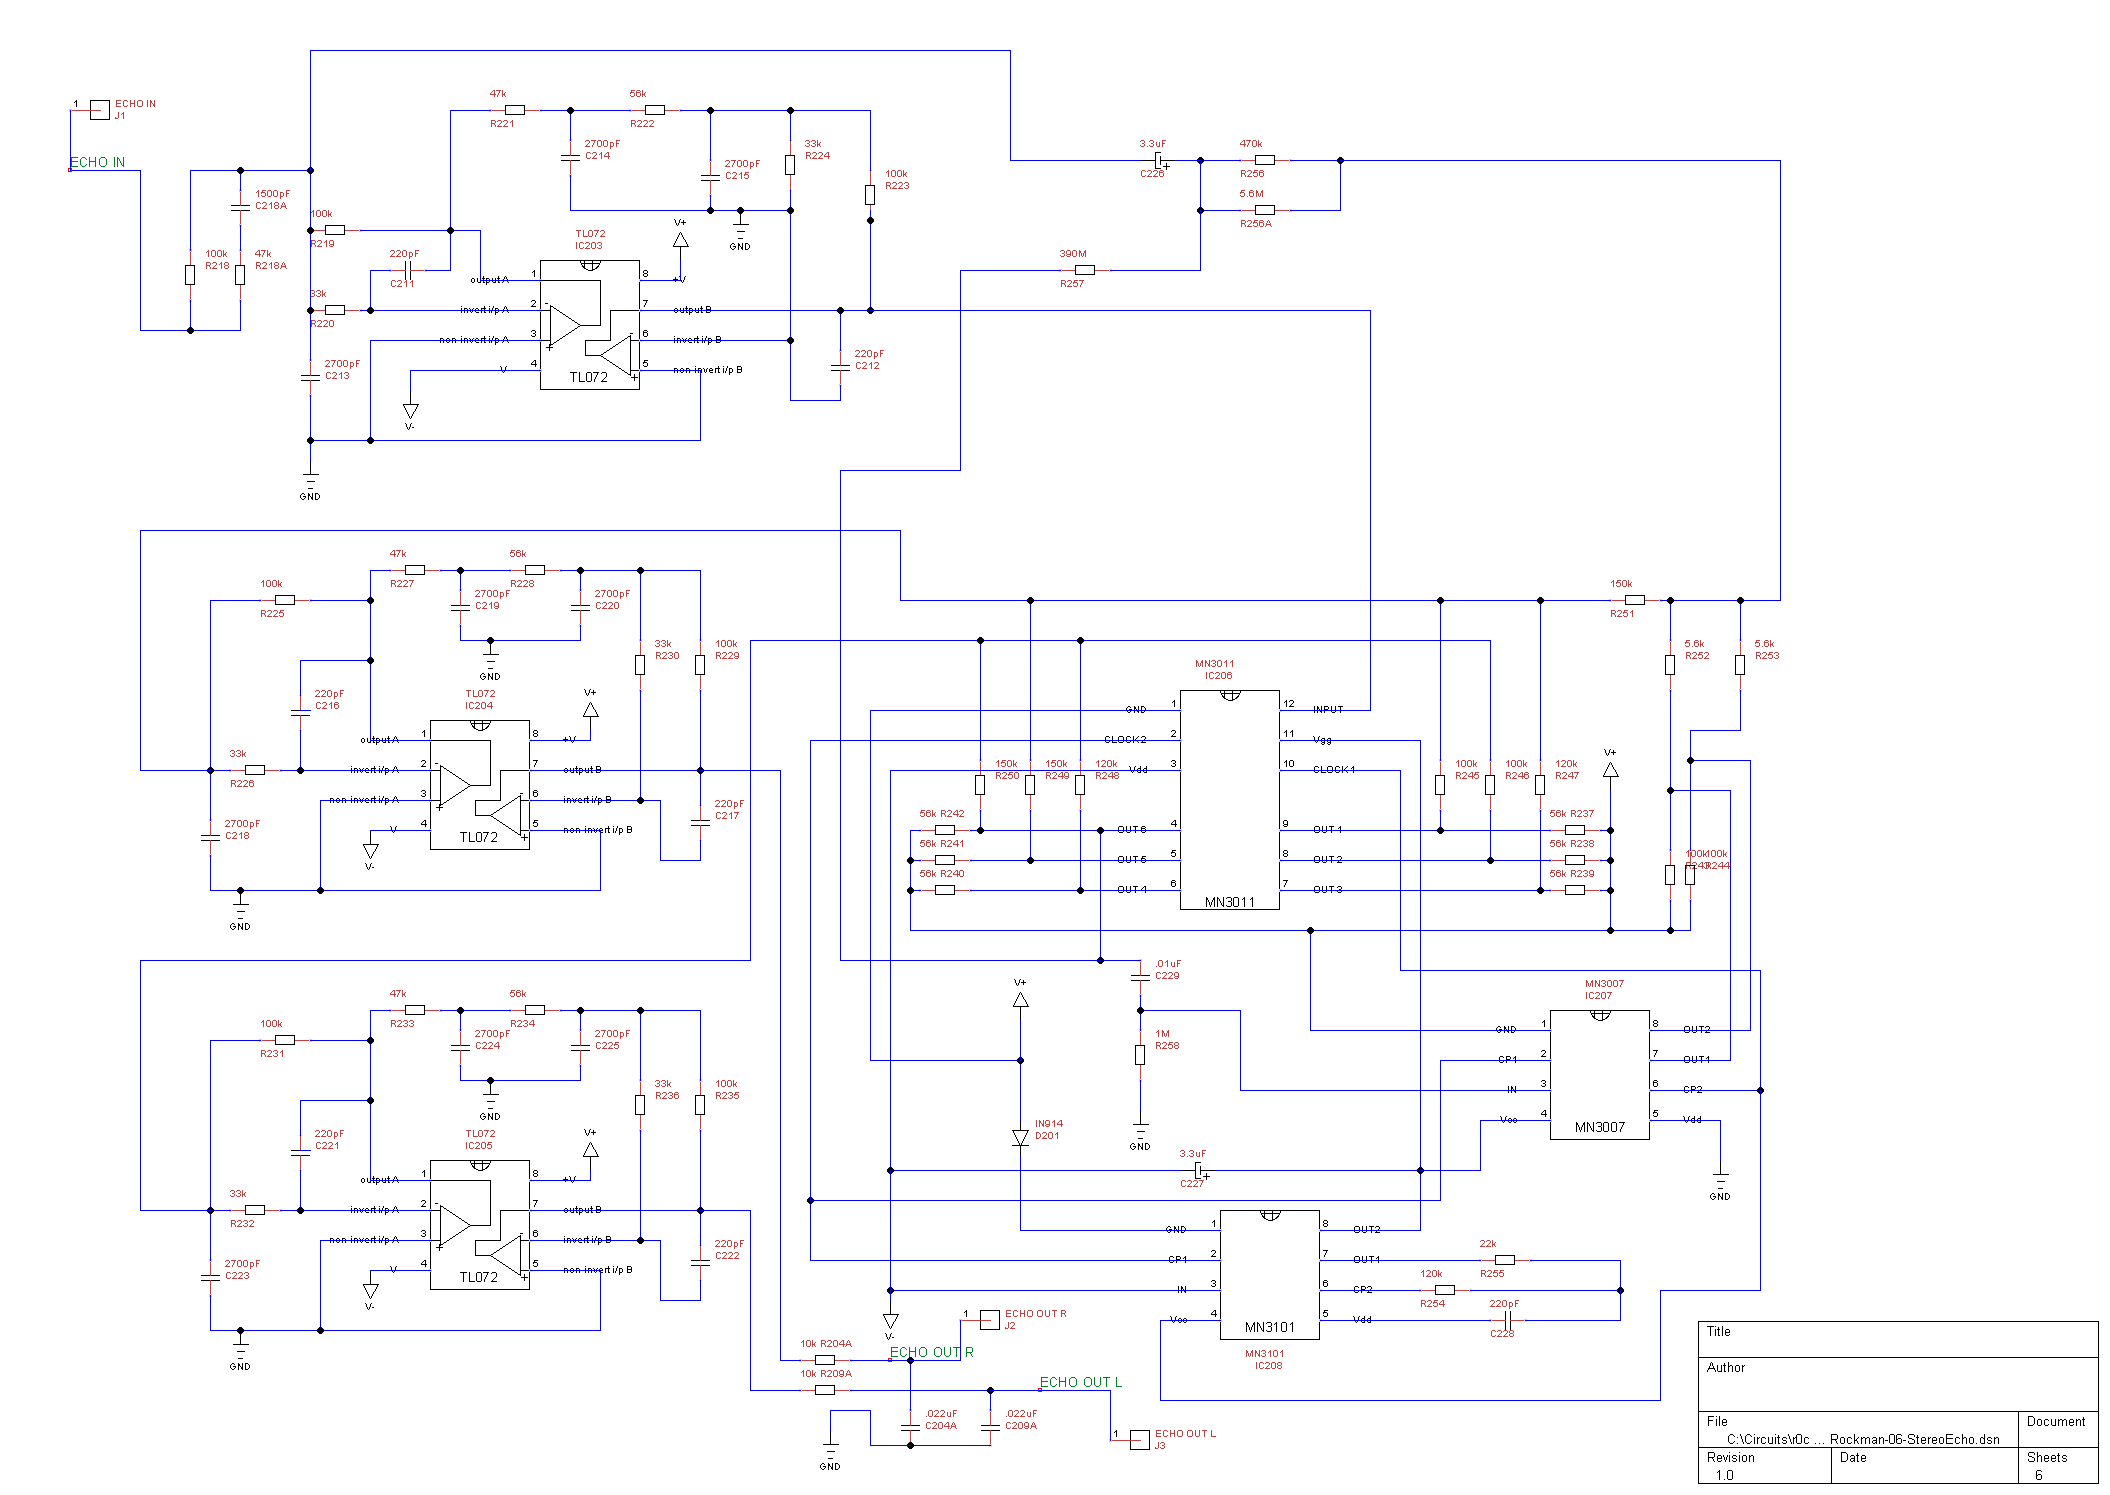 1
ECHO IN
J1
ECHO IN
1500pF
C218A
100k
R218
47k
R218A
100k
R219
33k
R220
220pF
C211
2700pF
C213
GND
47k
R221
56k
R222
2700pF
C214
2700pF
C215
33k
R224
100k
R223
GND
V+
TL072
IC203
1
output A
2
invert i/p A
3
non invert i/p A
4
V
8
+V
7
output B
6
invert i/p B
5
non invert i/p B
TL072
V-
220pF
C212
3.3uF
C226
470k
R256
5.6M
R256A
390M
R257
47k
R227
56k
R228
100k
R225
2700pF
C219
2700pF
C220
GND
33k
R230
100k
R229
220pF
C216
TL072
IC204
V+
1
output A
2
invert i/p A
3
non invert i/p A
4
V
8
+V
7
output B
6
invert i/p B
5
non invert i/p B
TL072
V-
33k
R226
2700pF
C218
220pF
C217
GND
47k
R233
56k
R234
100k
R231
2700pF
C224
2700pF
C225
GND
33k
R236
100k
R235
220pF
C221
TL072
IC205
V+
1
output A
2
invert i/p A
3
non invert i/p A
4
V
8
+V
7
output B
6
invert i/p B
5
non invert i/p B
TL072
V-
33k
R232
2700pF
C223
220pF
C222
GND
150k
R251
5.6k
R252
5.6k
R253
MN3011
IC206
1
GND
2
CLOCK2
3
Vdd
4
OUT6
5
OUT5
6
OUT4
12
INPUT
11
Vgg
10
CLOCK1
9
OUT1
8
OUT2
7
OUT3
MN3011
150k
R250
150k
R249
120k
R248
100k
R245
100k
R246
120k
R247
56k R242
56k R241
56k R240
56k R237
56k R238
56k R239
V+
100k
R243
100k
R244
.01uF
C229
1M
R258
GND
V+
IN914
D201
3.3uF
C227
MN3007
IC207
1
GND
2
CP1
3
IN
4
Voo
8
OUT2
7
OUT1
6
CP2
5
Vdd
MN3007
GND
1
GND
2
CP1
3
IN
4
Voo
8
OUT2
7
OUT1
6
CP2
5
Vdd
MN3101
MN3101
IC208
22k
R255
120k
R254
220pF
C228
V-
1
ECHO OUT R
J2
10k R204A
ECHO OUT R
10k R209A
ECHO OUT L
.022uF
C204A
.022uF
C209A
GND
1
ECHO OUT L
J3
Title
Author
File
Document
C:\Circuits\r0c ... Rockman-06-StereoEcho.dsn
Revision
Date
Sheets
1.0
6